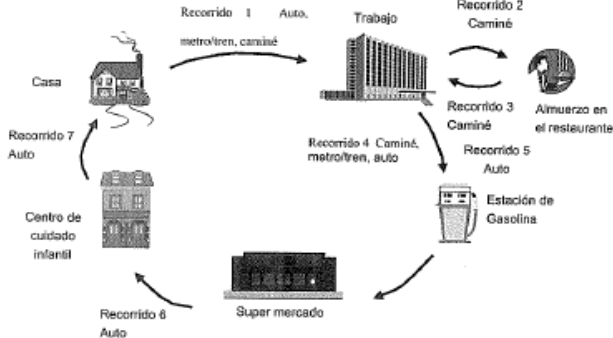 Recorrido 1 Auto,
metro/tren, caminé
Trabajo
Recorrido 2
Caminé
Casa
Recorrido 3
Caminé
Almuerzo en
el restaurante
Recorrido 7
Auto
Recorrido 4 Caminé,
metro/tren, auto
Recorrido 5
Auto
Estación de
Gasolina
Centro de
cuidado
infantil
Super mercado
Recorrido 6
Auto